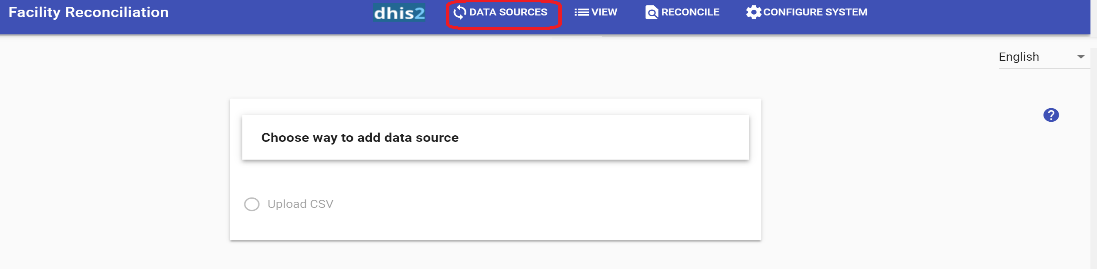 Facility Reconciliation dhis2 DATA SOURCES VIEW RECONCILE CONFIGURE SYSTEM
English
?
Choose way to add data source
Upload CSV